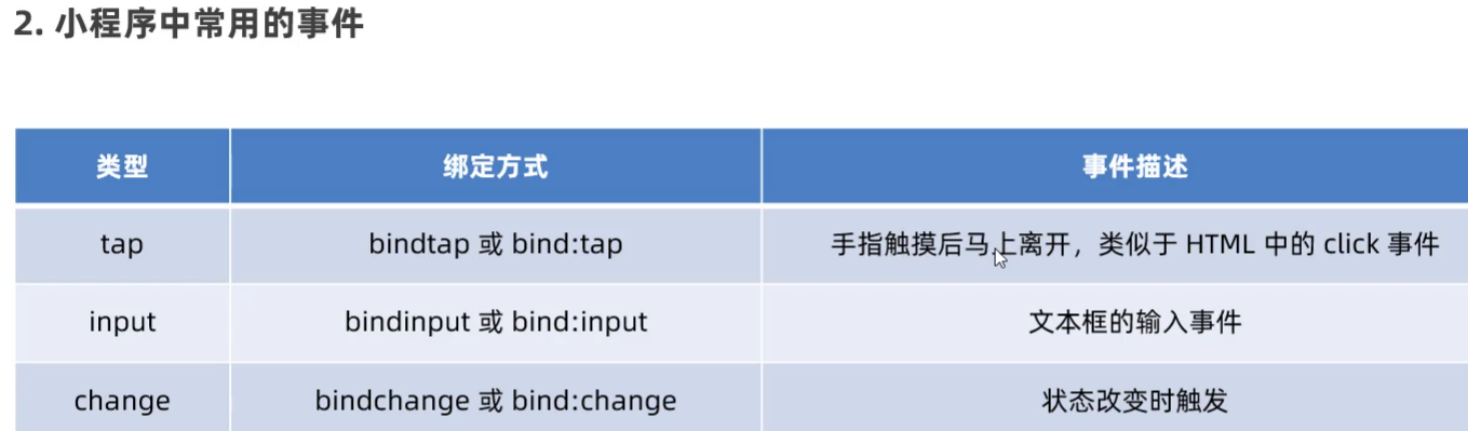 2. 小程序中常用的事件
类型 绑定方式 事件描述
tap bindtap 或 bind:tap 手指触摸后马上离开，类似于 HTML 中的 click 事件
input bindinput 或 bind:input 文本框的输入事件
change bindchange 或 bind:change 状态改变时触发